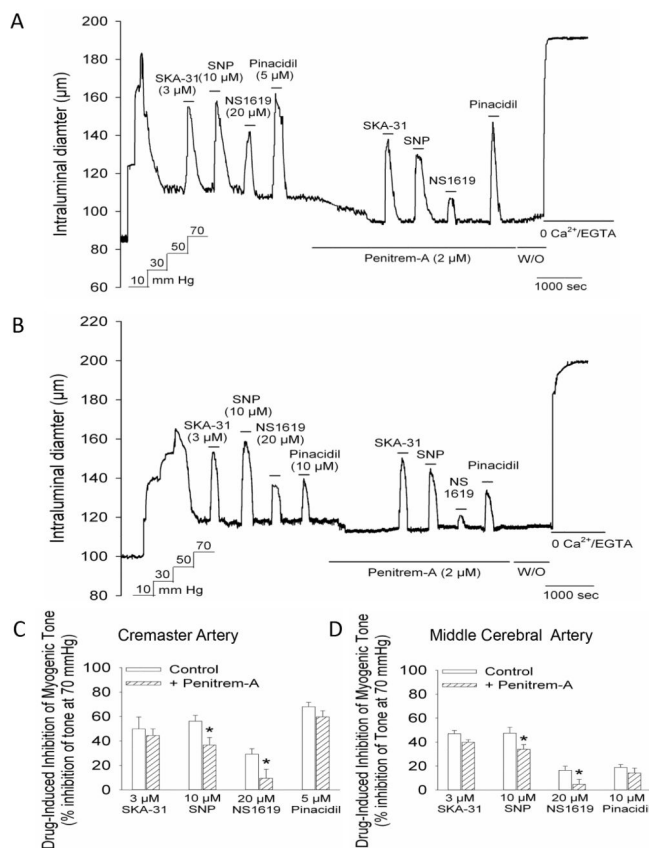 A
Intraluminal diamter (µm)
200
180
160
140
120
100
80
60
SKA-31
(3 µM)
SNP
(10 µM)
NS1619
(20 µM)
Pinacidil
(5 µM)
SKA-31
SNP
NS1619
Pinacidil
10
30
50
70
mm Hg
Penitrem-A (2 µM)
W/O
0 Ca²⁺/EGTA
1000 sec
B
Intraluminal diamter (µm)
220
200
180
160
140
120
100
80
SKA-31
(3 µM)
SNP
(10 µM)
NS1619
(20 µM)
Pinacidil
(10 µM)
SKA-31
SNP
NS
1619
Pinacidil
10
30
50
70
mm Hg
Penitrem-A (2 µM)
W/O
0 Ca²⁺/EGTA
1000 sec
C
Cremaster Artery
Drug-Induced Inhibition of Myogenic Tone
(% inhibition of tone at 70 mmHg)
100
80
60
40
20
0
Control
+ Penitrem-A
*
*
3 µM
SKA-31
10 µM
SNP
20 µM
NS1619
5 µM
Pinacidil
D
Middle Cerebral Artery
Drug-Induced Inhibition of Myogenic Tone
(% inhibition of Tone at 70 mmHg)
100
80
60
40
20
0
Control
+ Penitrem-A
*
*
3 µM
SKA-31
10 µM
SNP
20 µM
NS1619
10 µM
Pinacidil